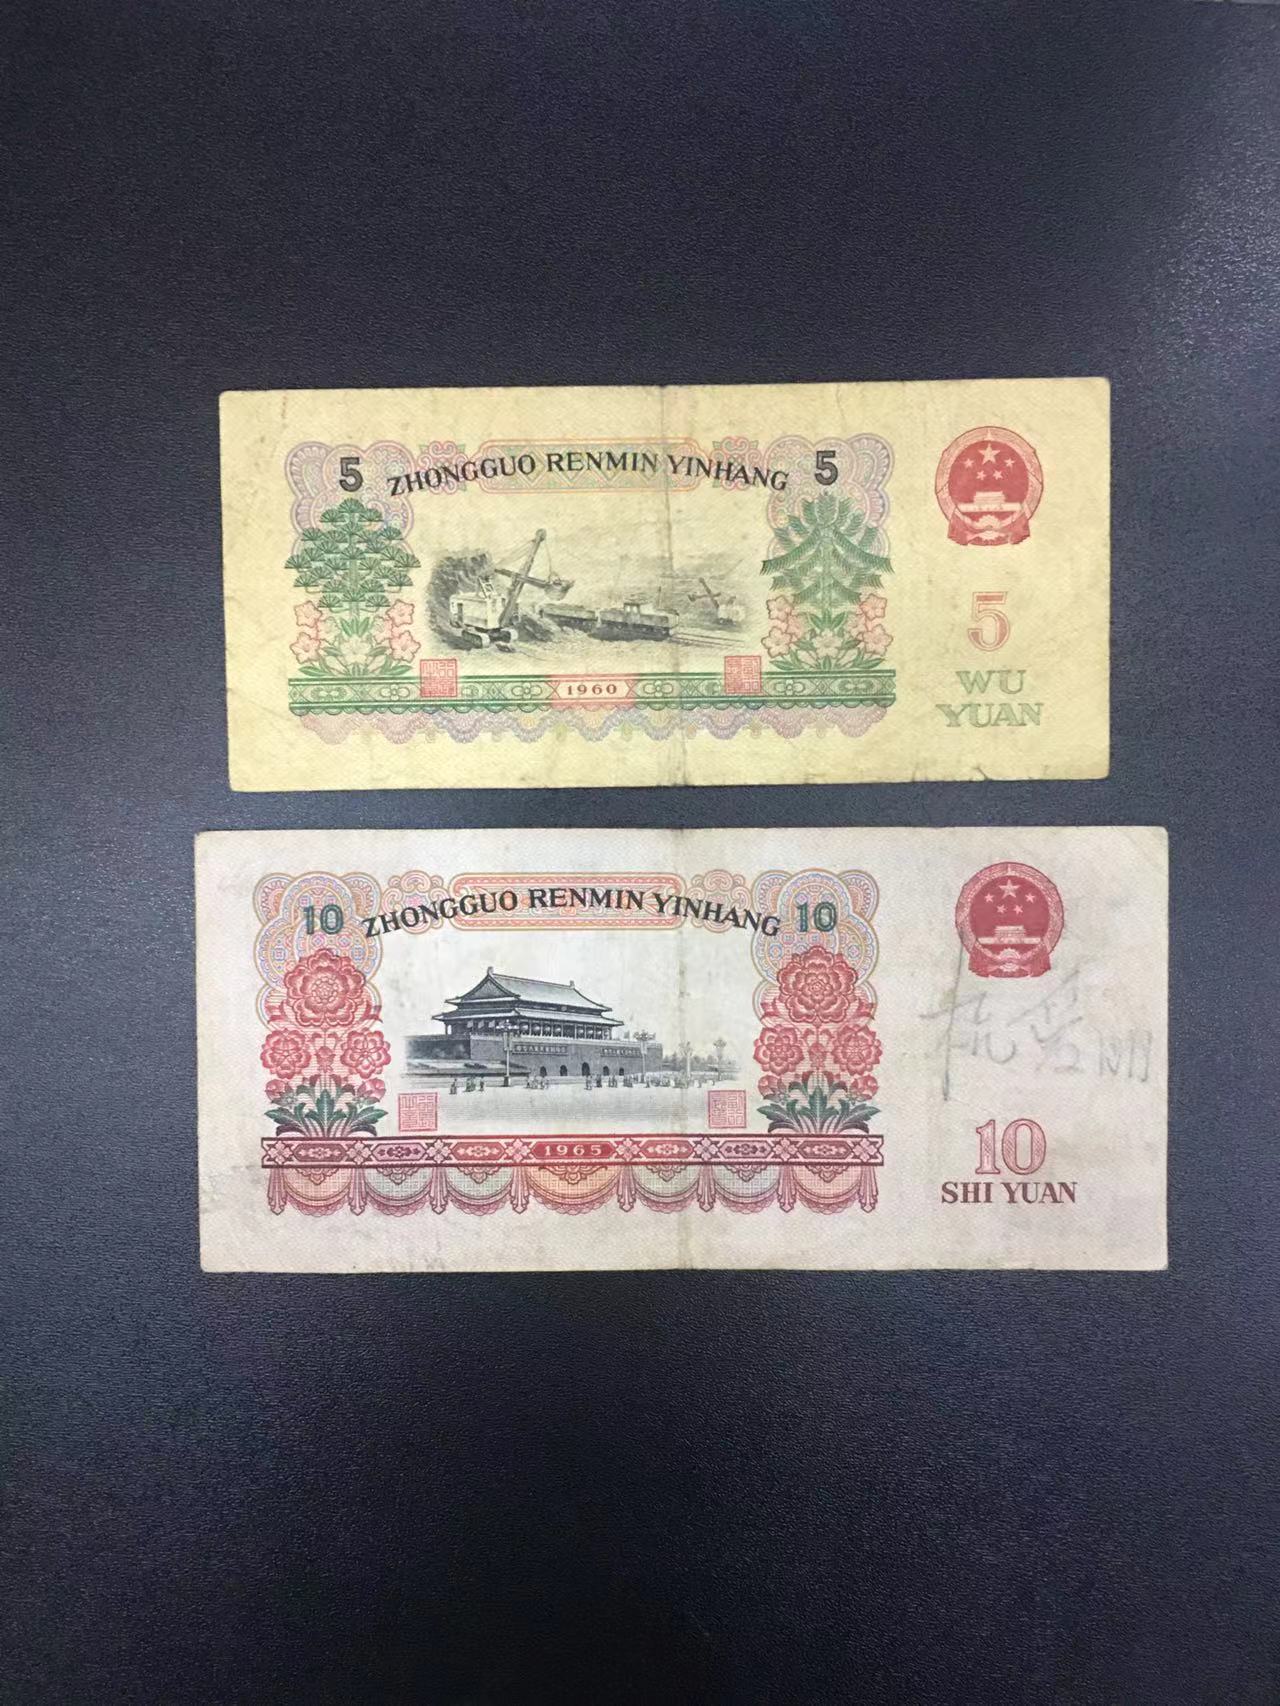 5 ZHONGGUO RENMIN YINHANG 5
1960
5
WU
YUAN
10 ZHONGGUO RENMIN YINHANG 10
1965
10
SHI YUAN